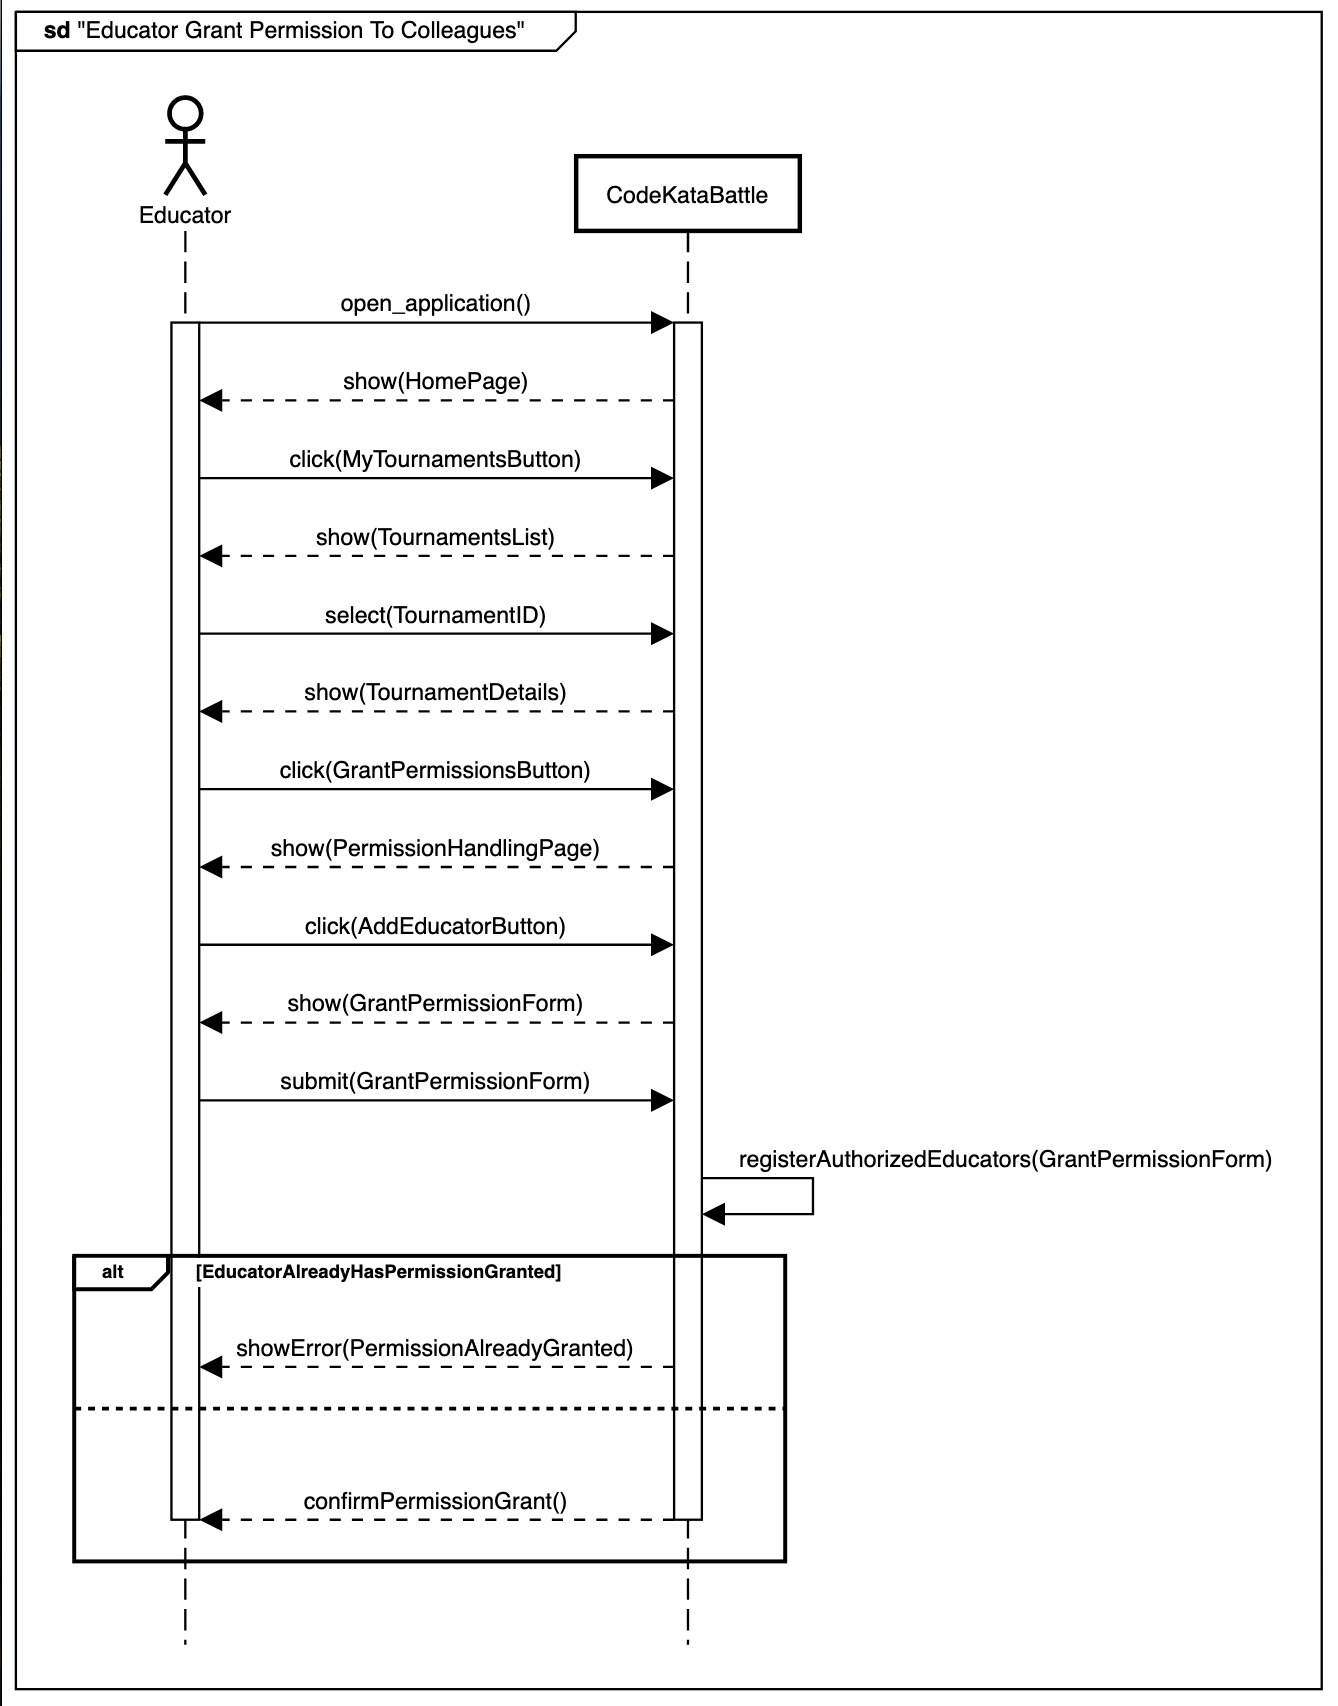 sd "Educator Grant Permission To Colleagues"
Educator
CodeKataBattle
open_application()
show(HomePage)
click(MyTournamentsButton)
show(TournamentsList)
select(TournamentID)
show(TournamentDetails)
click(GrantPermissionsButton)
show(PermissionHandlingPage)
click(AddEducatorButton)
show(GrantPermissionForm)
submit(GrantPermissionForm)
registerAuthorizedEducators(GrantPermissionForm)
alt [EducatorAlreadyHasPermissionGranted]
showError(PermissionAlreadyGranted)
confirmPermissionGrant()